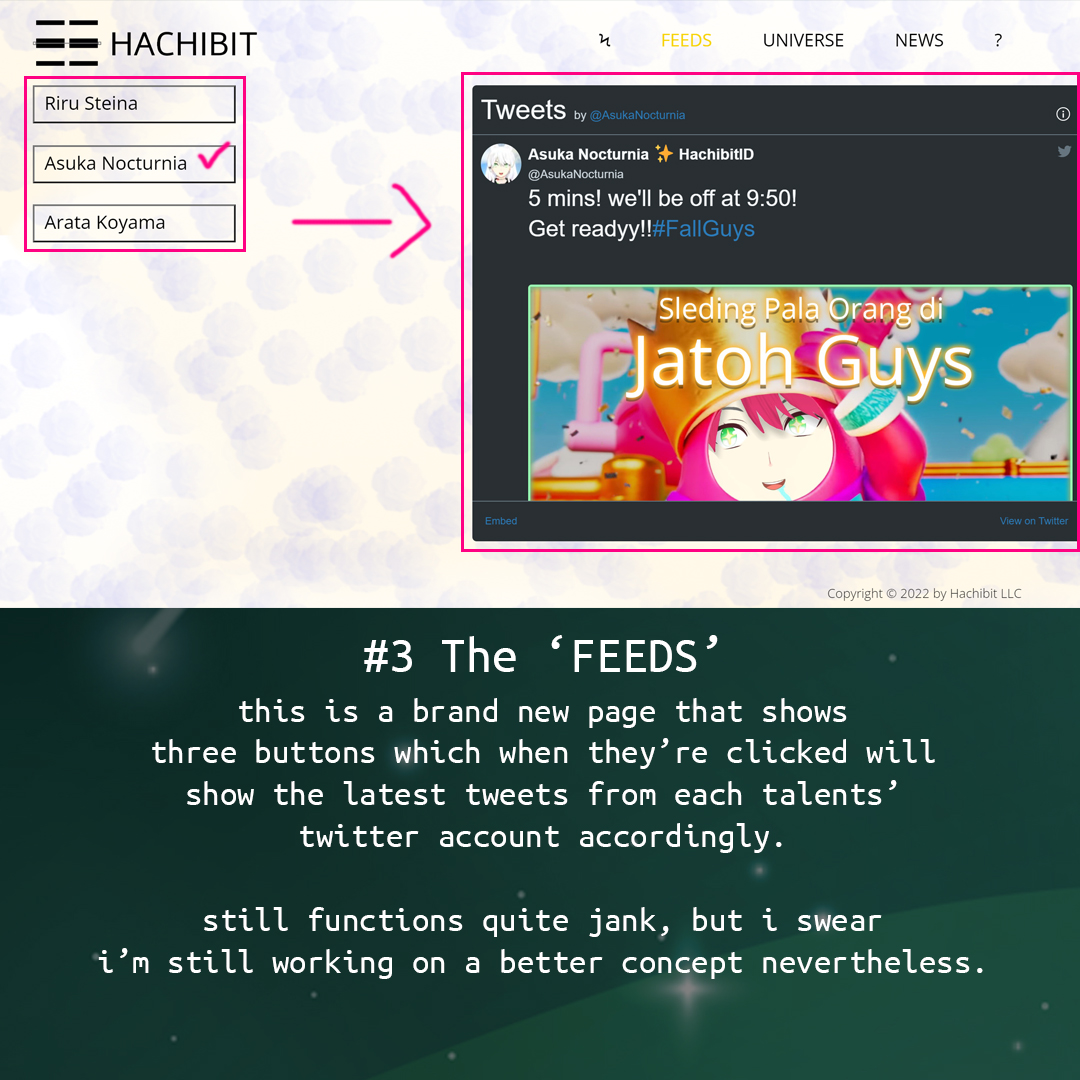 HACHIBIT
FEEDS
UNIVERSE
NEWS
?
Riru Steina
Asuka Nocturnia
Arata Koyama
Tweets by @AsukaNocturnia
Asuka Nocturnia ✨ HachibitID
@AsukaNocturnia
5 mins! we'll be off at 9:50!
Get readyy!!#FallGuys
Sleding Pala Orang di
Jatoh Guys
Embed
View on Twitter
Copyright © 2022 by Hachibit LLC
#3 The ‘FEEDS’
this is a brand new page that shows
three buttons which when they’re clicked will
show the latest tweets from each talents’
twitter account accordingly.
still functions quite jank, but i swear
i’m still working on a better concept nevertheless.